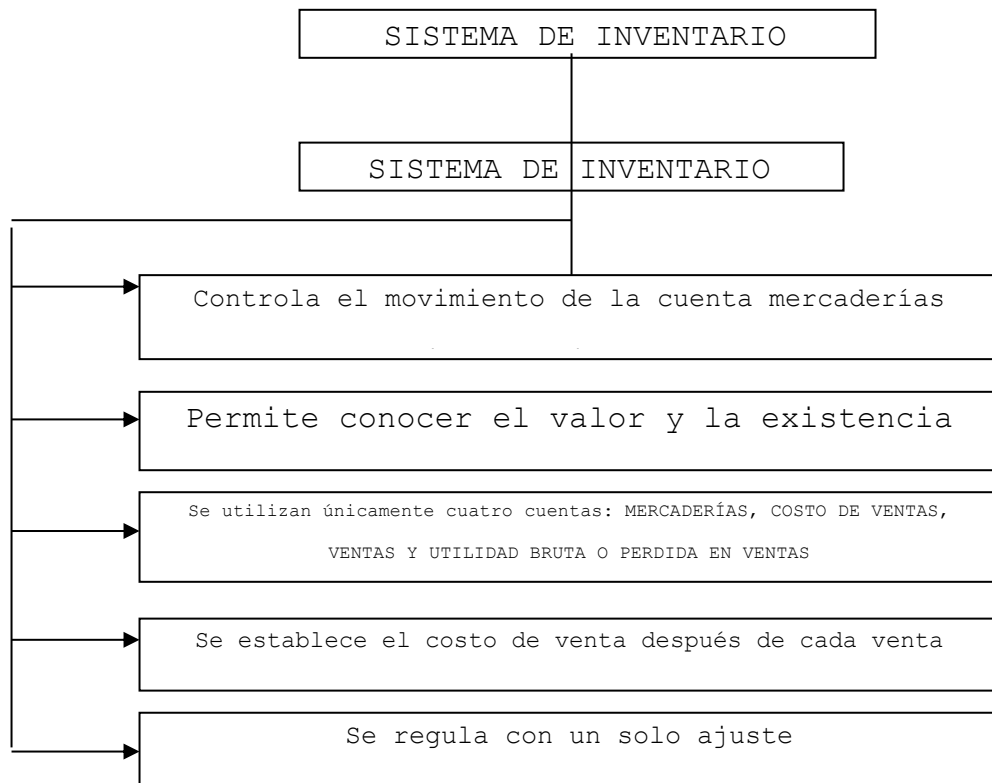 SISTEMA DE INVENTARIO
SISTEMA DE INVENTARIO
Controla el movimiento de la cuenta mercaderías
Permite conocer el valor y la existencia
Se utilizan únicamente cuatro cuentas: MERCADERÍAS, COSTO DE VENTAS,
VENTAS Y UTILIDAD BRUTA O PERDIDA EN VENTAS
Se establece el costo de venta después de cada venta
Se regula con un solo ajuste